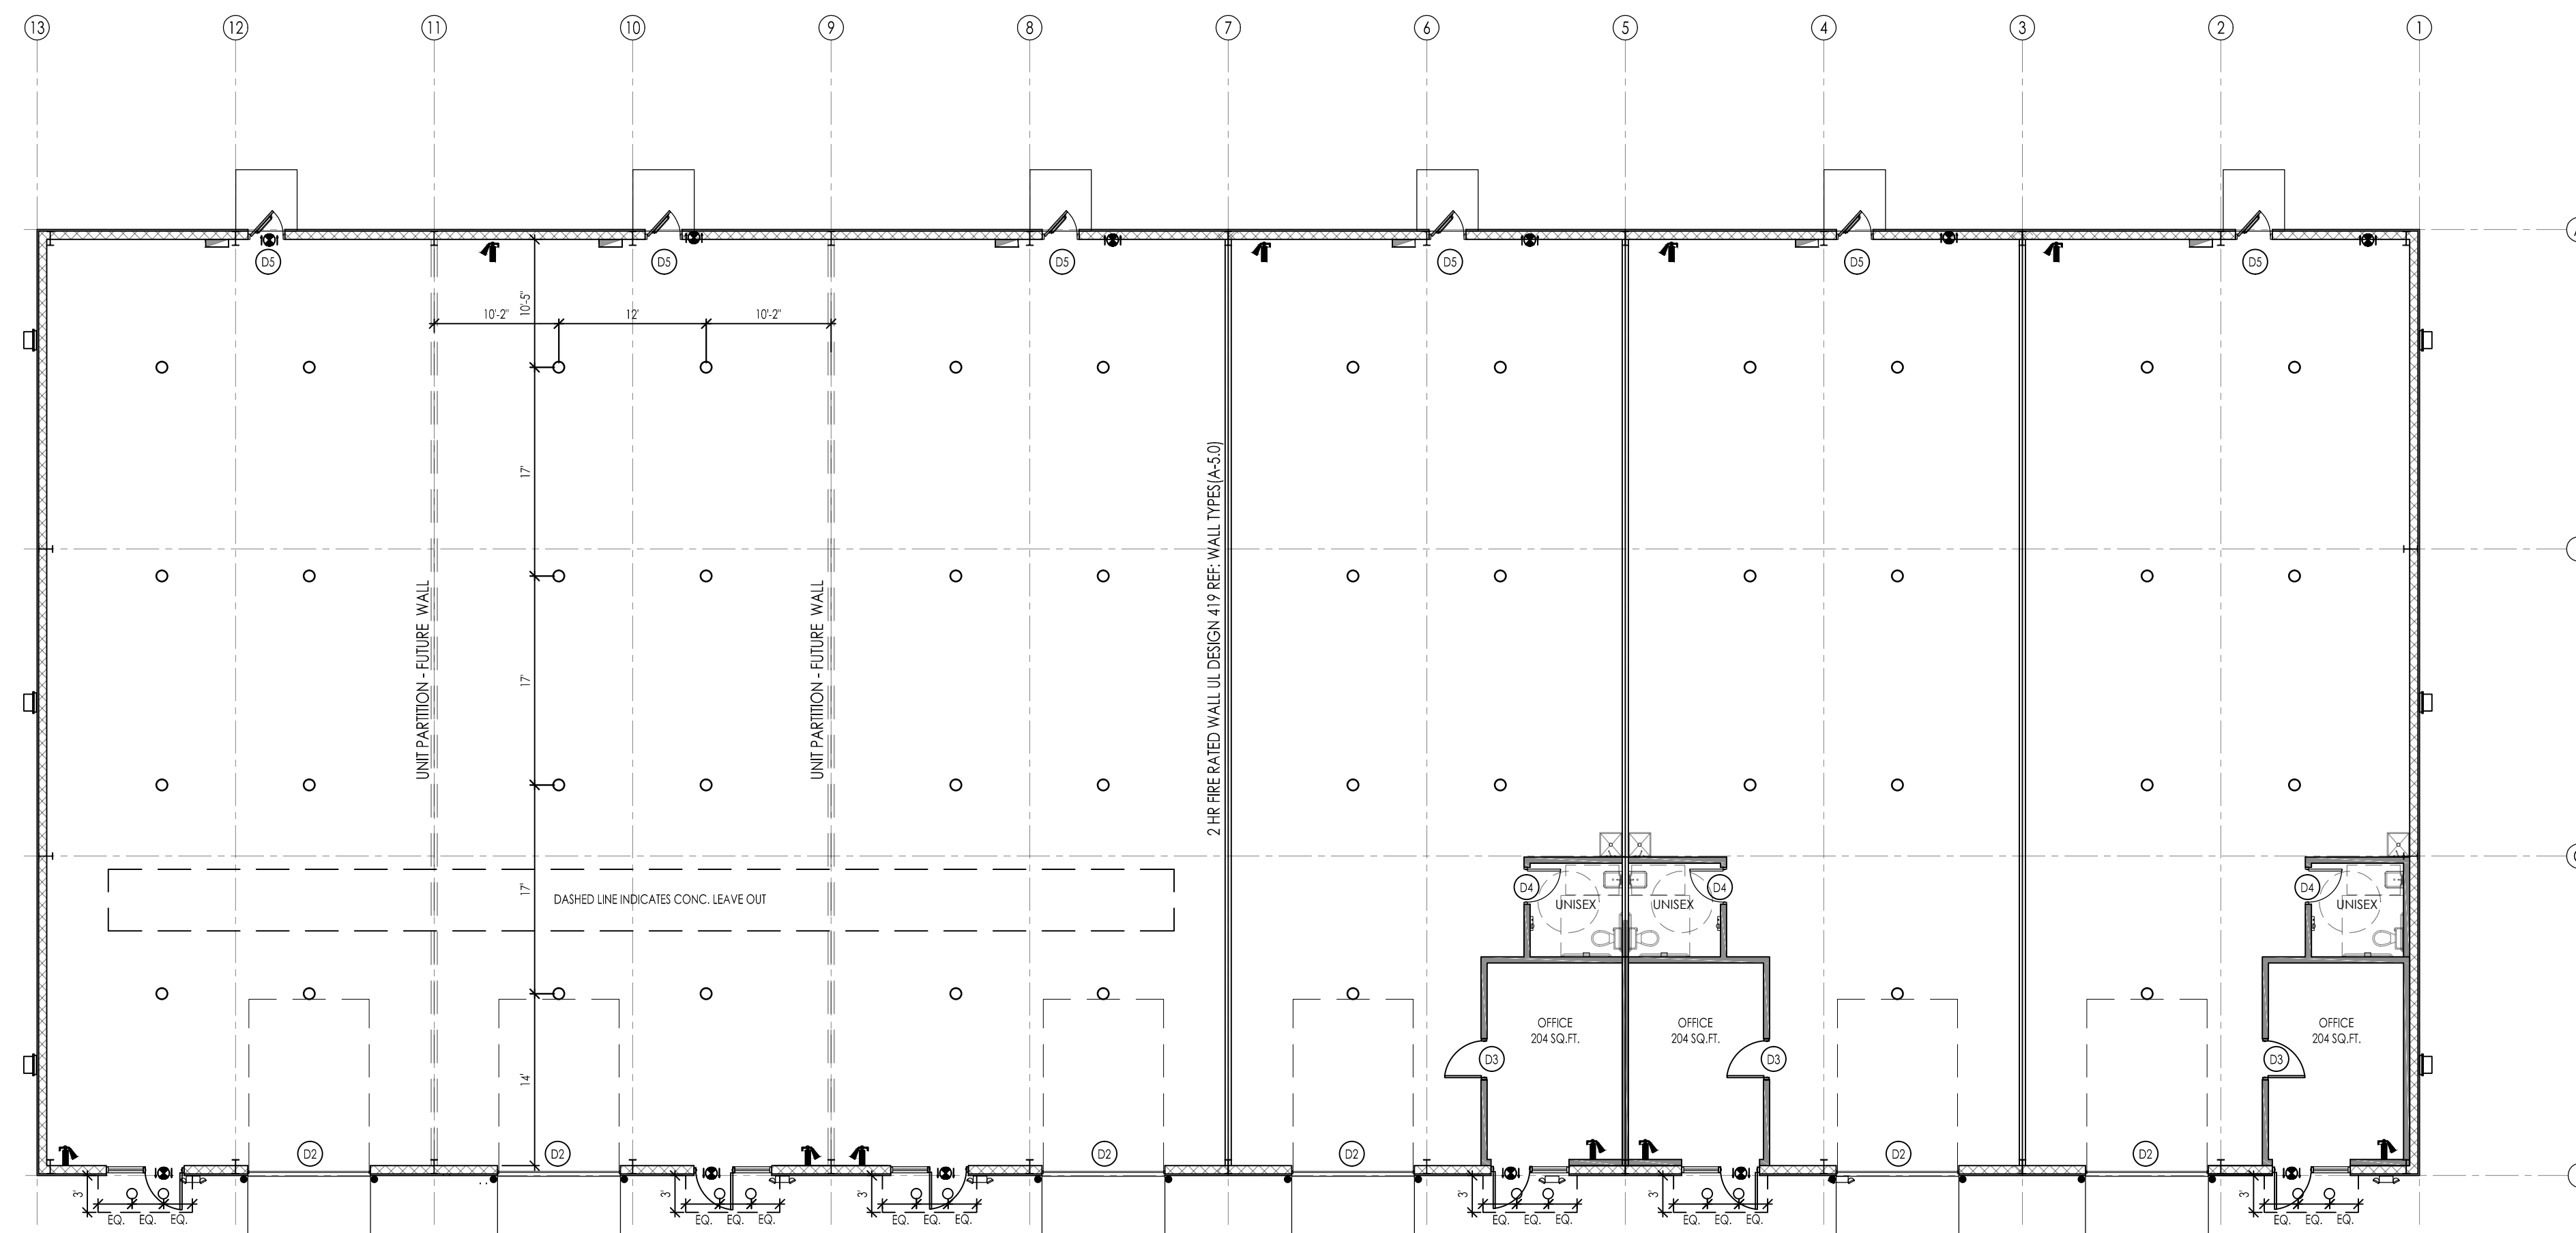 13 12 11 10 9 8 7 6 5 4 3 2 1
D5 D5 D5 D5 D5 D5
10'-5"
10'-2" 12' 10'-2"
17'
2 HR FIRE RATED WALL UL DESIGN 419 REF: WALL TYPES(A-5.0)
UNIT PARTITION - FUTURE WALL
UNIT PARTITION - FUTURE WALL
17'
17'
DASHED LINE INDICATES CONC. LEAVE OUT
D4 D4 D4
UNISEX UNISEX UNISEX
OFFICE OFFICE OFFICE
204 SQ.FT. 204 SQ.FT. 204 SQ.FT.
D3 D3 D3
14'
D2 D2 D2 D2 D2 D2
3' 3' 3' 3' 3' 3'
EQ. EQ. EQ. EQ. EQ. EQ. EQ. EQ. EQ. EQ. EQ. EQ. EQ. EQ. EQ. EQ. EQ. EQ.